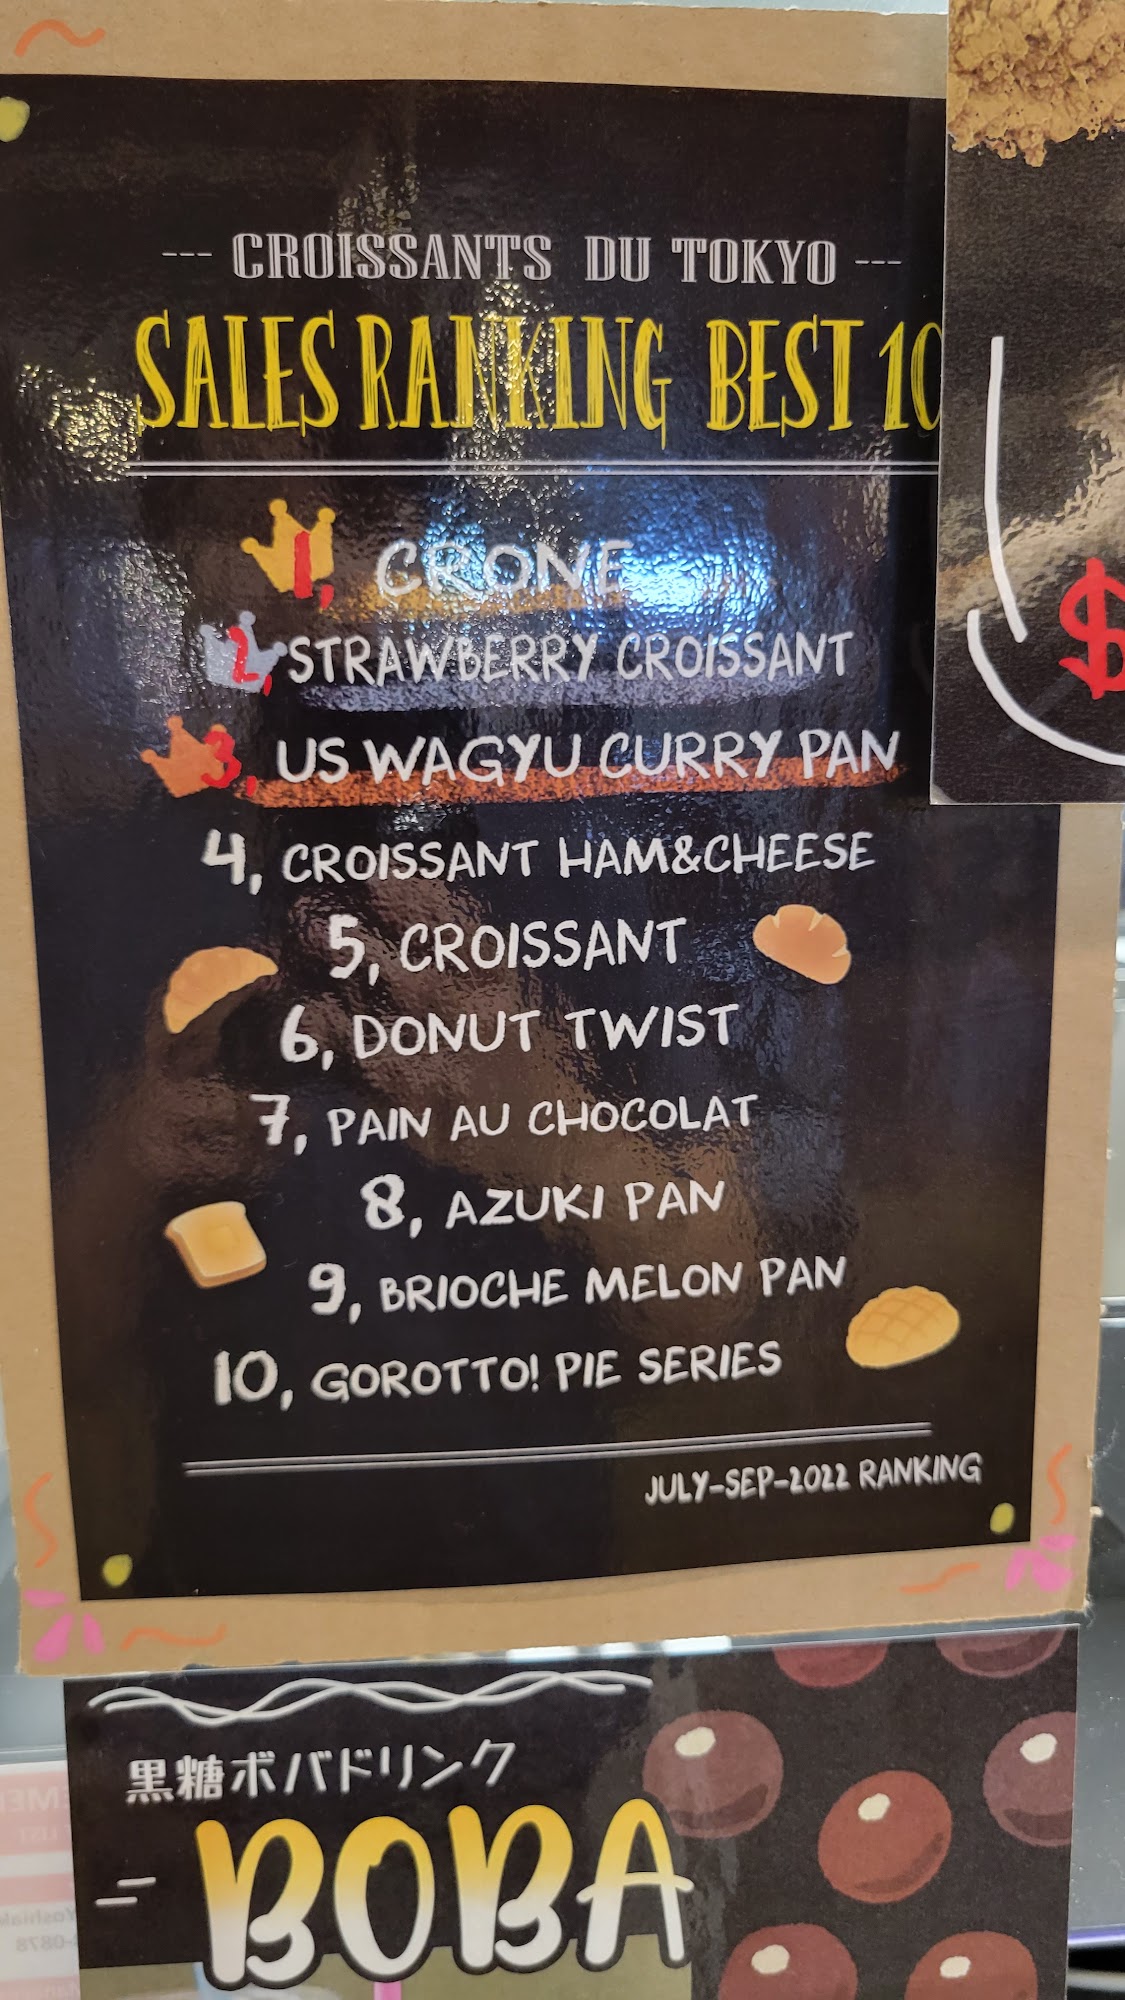 --- CROISSANTS DU TOKYO ---
SALES RANKING BEST 10
1, CRONE
2, STRAWBERRY CROISSANT
3, US WAGYU CURRY PAN
4, CROISSANT HAM&CHEESE
5, CROISSANT
6, DONUT TWIST
7, PAIN AU CHOCOLAT
8, AZUKI PAN
9, BRIOCHE MELON PAN
10, GOROTTO! PIE SERIES
JULY-SEP-2022 RANKING
$
黒糖ボバドリンク
BOBA